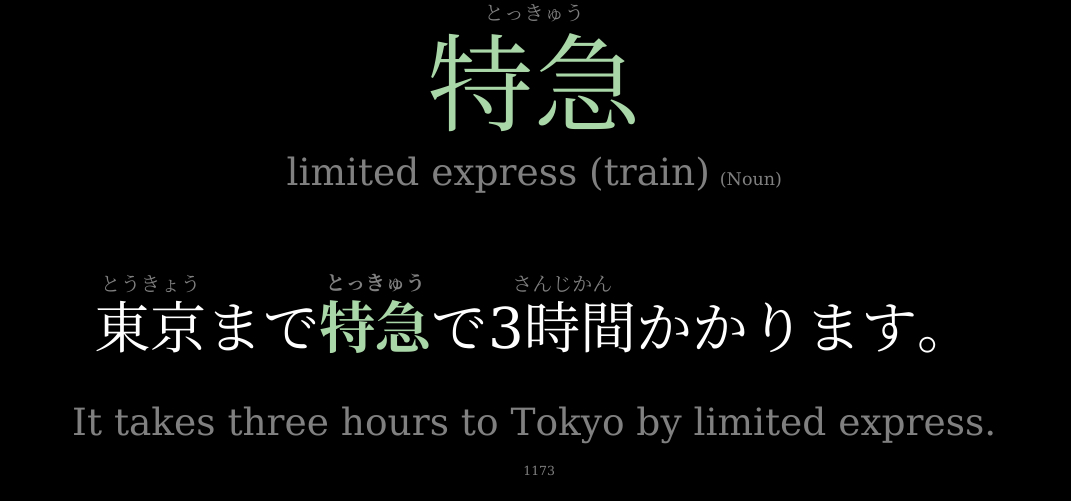 とっきゅう
特急
limited express (train) (Noun)
とうきょう とっきゅう さんじかん
東京まで特急で3時間かかります。
It takes three hours to Tokyo by limited express.
1173